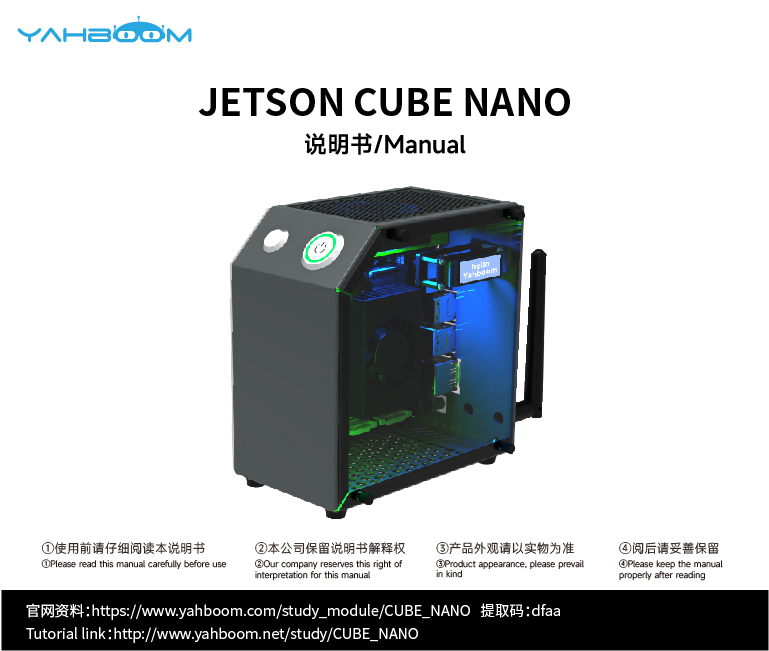 YAHBOOM
JETSON CUBE NANO
说明书/Manual
hello
Yahboom
①使用前请仔细阅读本说明书
①Please read this manual carefully before use
②本公司保留说明书解释权
②Our company reserves this right of
interpretation for this manual
③产品外观请以实物为准
③Product appearance, please prevail
in kind
④阅后请妥善保留
④Please keep the manual
properly after reading
官网资料：https://www.yahboom.com/study_module/CUBE_NANO 提取码：dfaa
Tutorial link：http://www.yahboom.net/study/CUBE_NANO